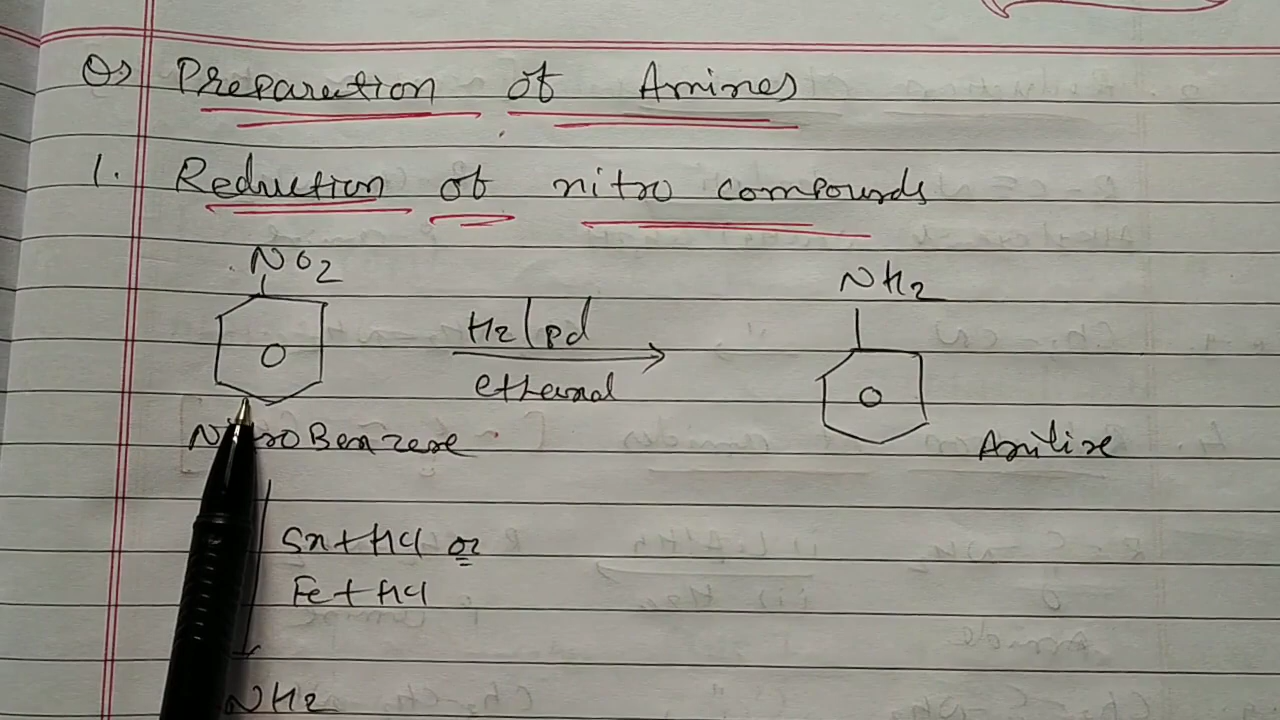 Q) Preparation of Amines
1. Reduction of nitro compounds
NO2
NH2
H2/pd
ethanol
NitroBenzene
Aniline
Sn+HCl or
Fe+HCl
NH2